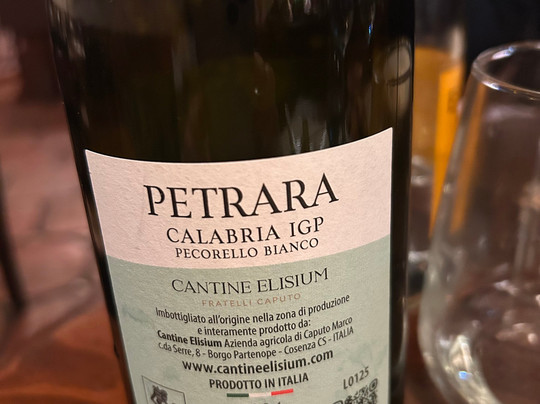 PETRARA
CALABRIA IGP
PECORELLO BIANCO
CANTINE ELISIUM
FRATELLI CAPUTO
Imbottigliato all'origine nella zona di produzione
e interamente prodotto da:
Cantine Elisium Azienda agricola di Caputo Marco
c.da Serre, 8 - Borgo Partenope - Cosenza CS - ITALIA
www.cantineelisium.com
PRODOTTO IN ITALIA
L0125